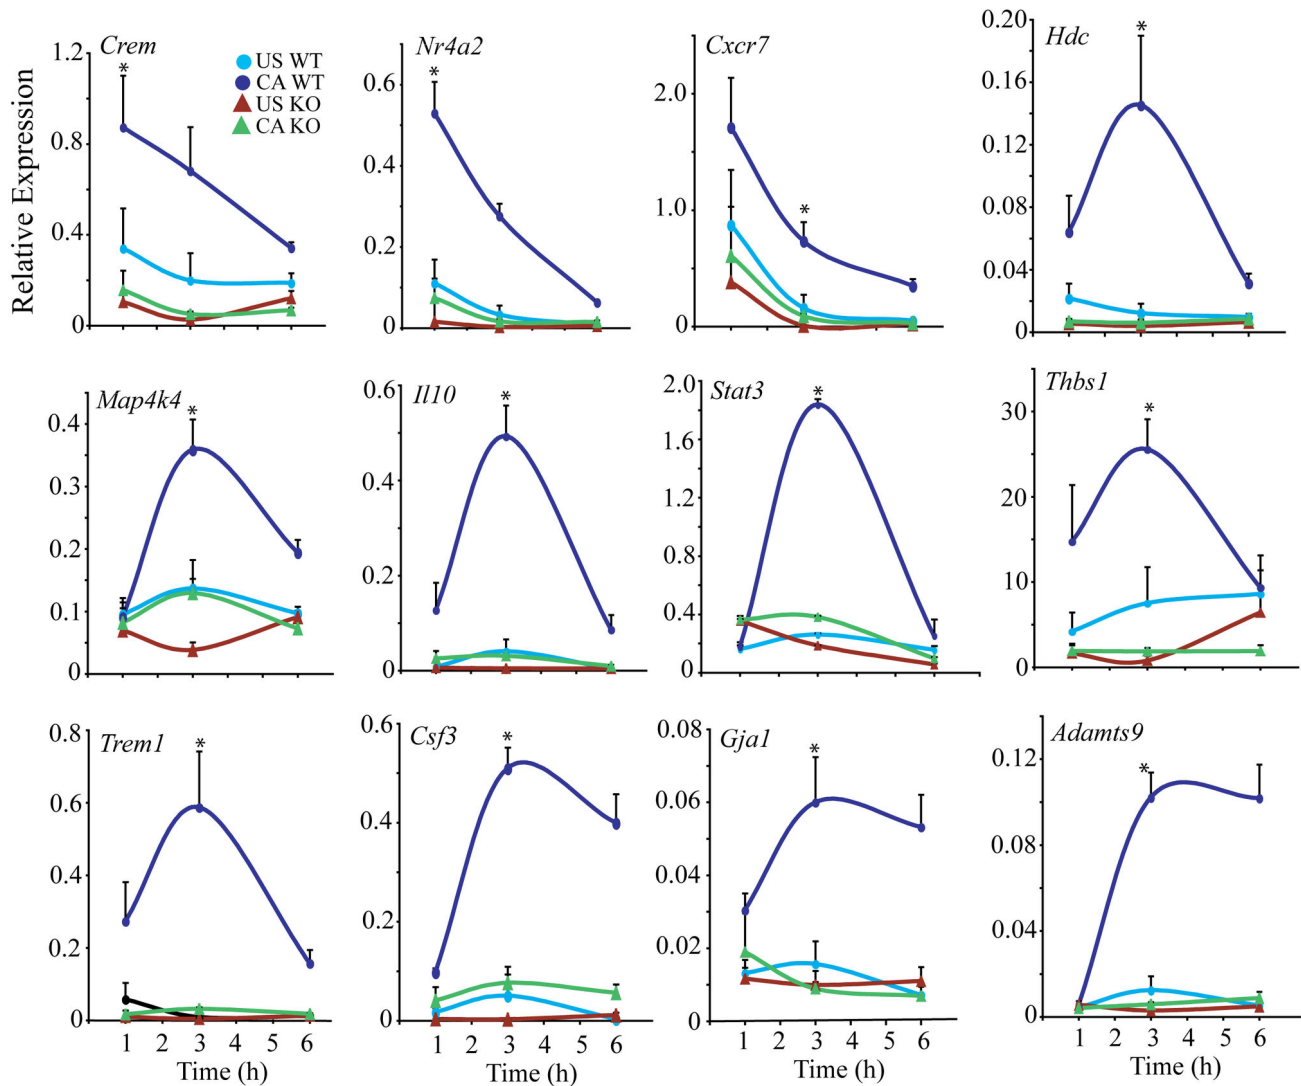 Relative Expression
Crem
1.2
0.8
0.4
0
*
US WT
CA WT
US KO
CA KO
Nr4a2
0.6
0.4
0.2
0
*
Cxcr7
2.0
1.0
0
*
Hdc
0.20
0.16
0.12
0.08
0.04
0
*
Map4k4
0.4
0.3
0.2
0.1
0
*
Il10
0.6
0.4
0.2
0
*
Stat3
2.0
1.6
1.2
0.8
0.4
0
*
Thbs1
30
20
10
0
*
Trem1
0.8
0.6
0.4
0.2
0
*
1 2 3 4 5 6
Time (h)
Csf3
0.6
0.4
0.2
0
*
1 2 3 4 5 6
Time (h)
Gja1
0.08
0.06
0.04
0.02
0
*
1 2 3 4 5 6
Time (h)
Adamts9
0.12
0.08
0.04
0
*
1 2 3 4 5 6
Time (h)